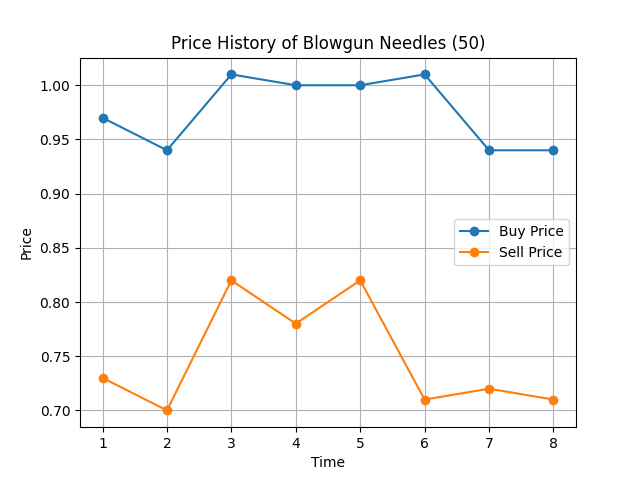 Price History of Blowgun Needles (50)
1.00
0.95
0.90
0.85
0.80
0.75
0.70
Price
Buy Price
Sell Price
1 2 3 4 5 6 7 8
Time